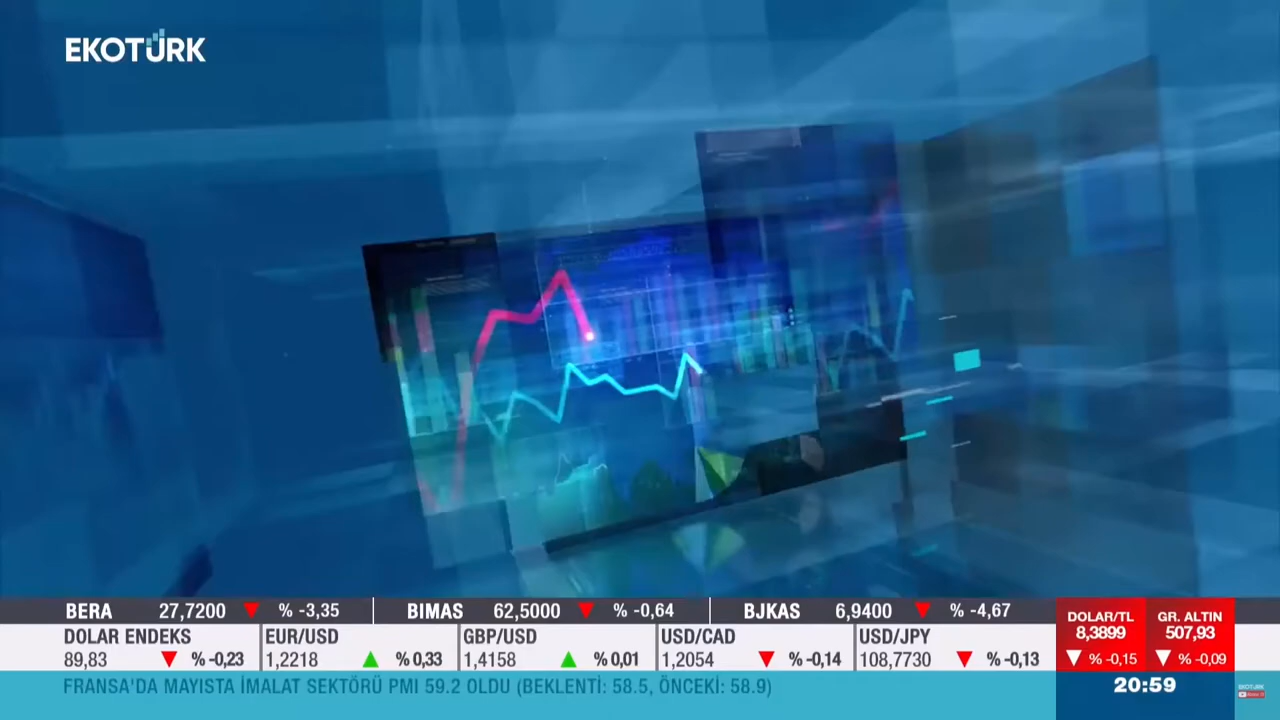 EKOTÜRK
BERA 27,7200 % -3,35 BIMAS 62,5000 % -0,64 BJKAS 6,9400 % -4,67
DOLAR ENDEKS EUR/USD GBP/USD USD/CAD USD/JPY
89,83 % -0,23 1,2218 % 0,33 1,4158 % 0,01 1,2054 % -0,14 108,7730 % -0,13
DOLAR/TL GR. ALTIN
8,3899 507,93
% -0,15 % -0,09
FRANSA'DA MAYISTA İMALAT SEKTÖRÜ PMI 59.2 OLDU (BEKLENTİ: 58.5, ÖNCEKİ: 58.9)
20:59
EKOTÜRK